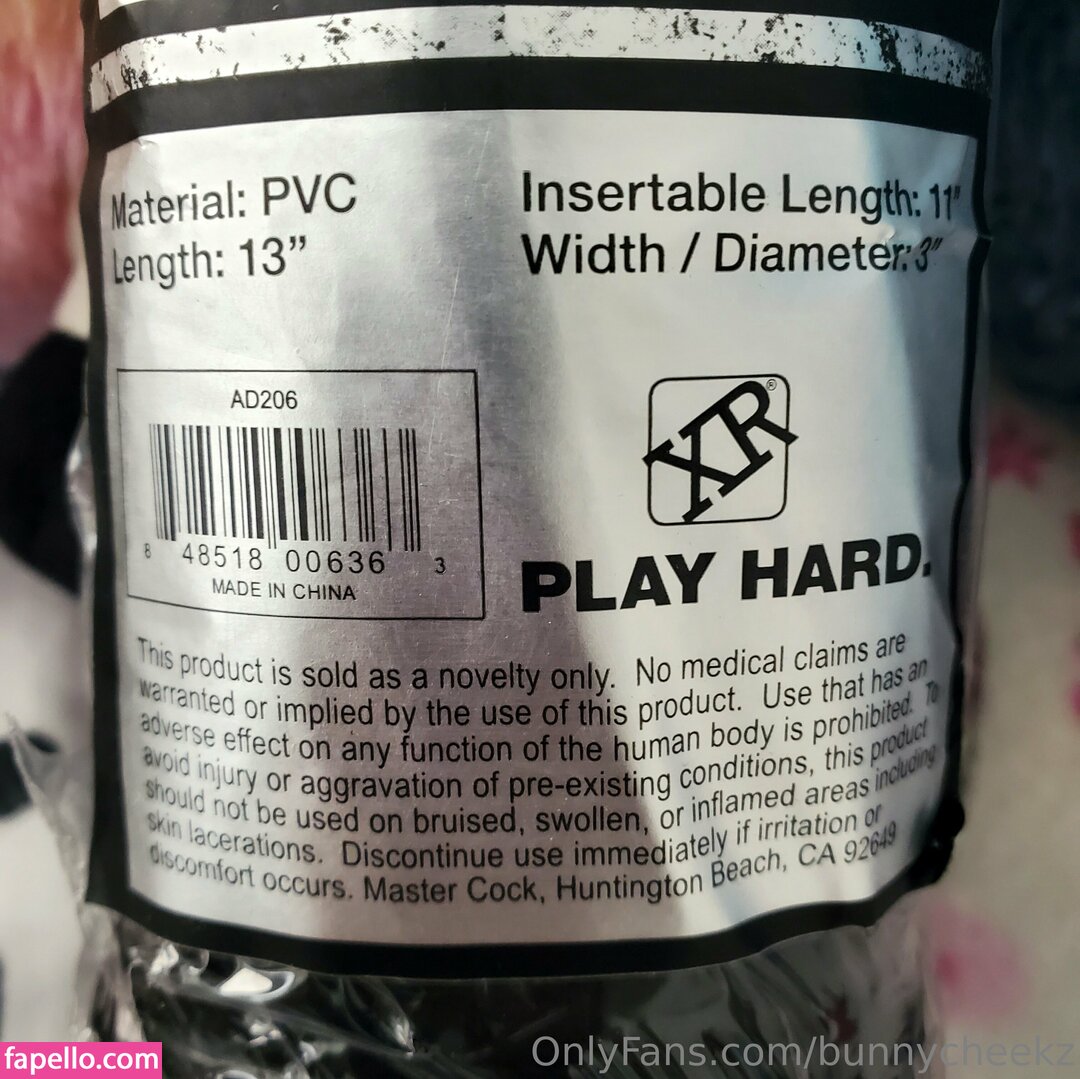 Material: PVC
Length: 13”
Insertable Length: 11”
Width / Diameter: 3”
AD206
8 48518 00636 3
MADE IN CHINA
XR®
PLAY HARD.
This product is sold as a novelty only. No medical claims are
warranted or implied by the use of this product. Use that has an
adverse effect on any function of the human body is prohibited. To
avoid injury or aggravation of pre-existing conditions, this product
should not be used on bruised, swollen, or inflamed areas including
skin lacerations. Discontinue use immediately if irritation or
discomfort occurs. Master Cock, Huntington Beach, CA 92649
fapello.com
OnlyFans.com/bunnycheekz